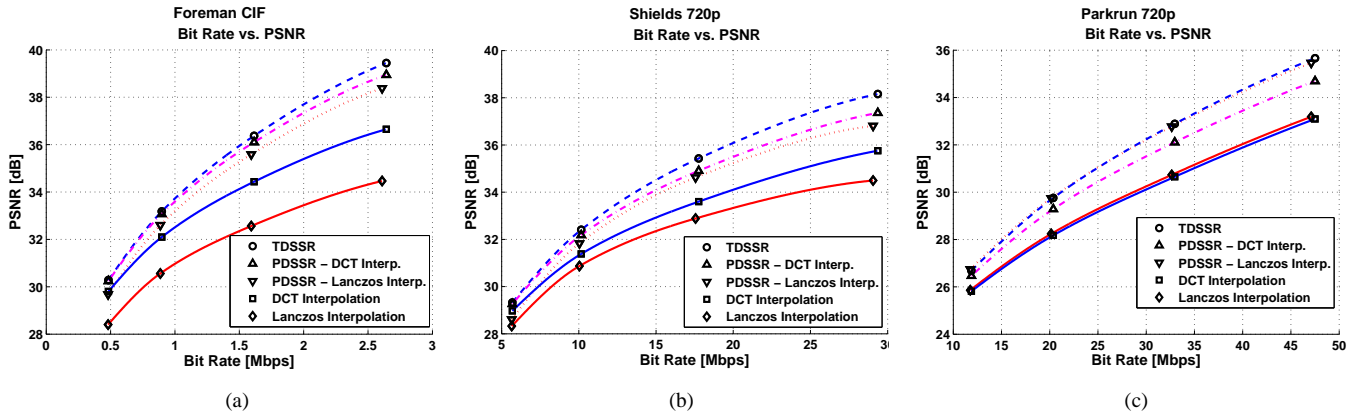 Foreman CIF
Bit Rate vs. PSNR
PSNR [dB]
40
38
36
34
32
30
28
0
0.5
1
1.5
2
2.5
3
Bit Rate [Mbps]
TDSSR
PDSSR – DCT Interp.
PDSSR – Lanczos Interp.
DCT Interpolation
Lanczos Interpolation
(a)
Shields 720p
Bit Rate vs. PSNR
PSNR [dB]
40
38
36
34
32
30
28
5
10
15
20
25
30
Bit Rate [Mbps]
TDSSR
PDSSR – DCT Interp.
PDSSR – Lanczos Interp.
DCT Interpolation
Lanczos Interpolation
(b)
Parkrun 720p
Bit Rate vs. PSNR
PSNR [dB]
36
34
32
30
28
26
24
10
15
20
25
30
35
40
45
50
Bit Rate [Mbps]
TDSSR
PDSSR – DCT Interp.
PDSSR – Lanczos Interp.
DCT Interpolation
Lanczos Interpolation
(c)